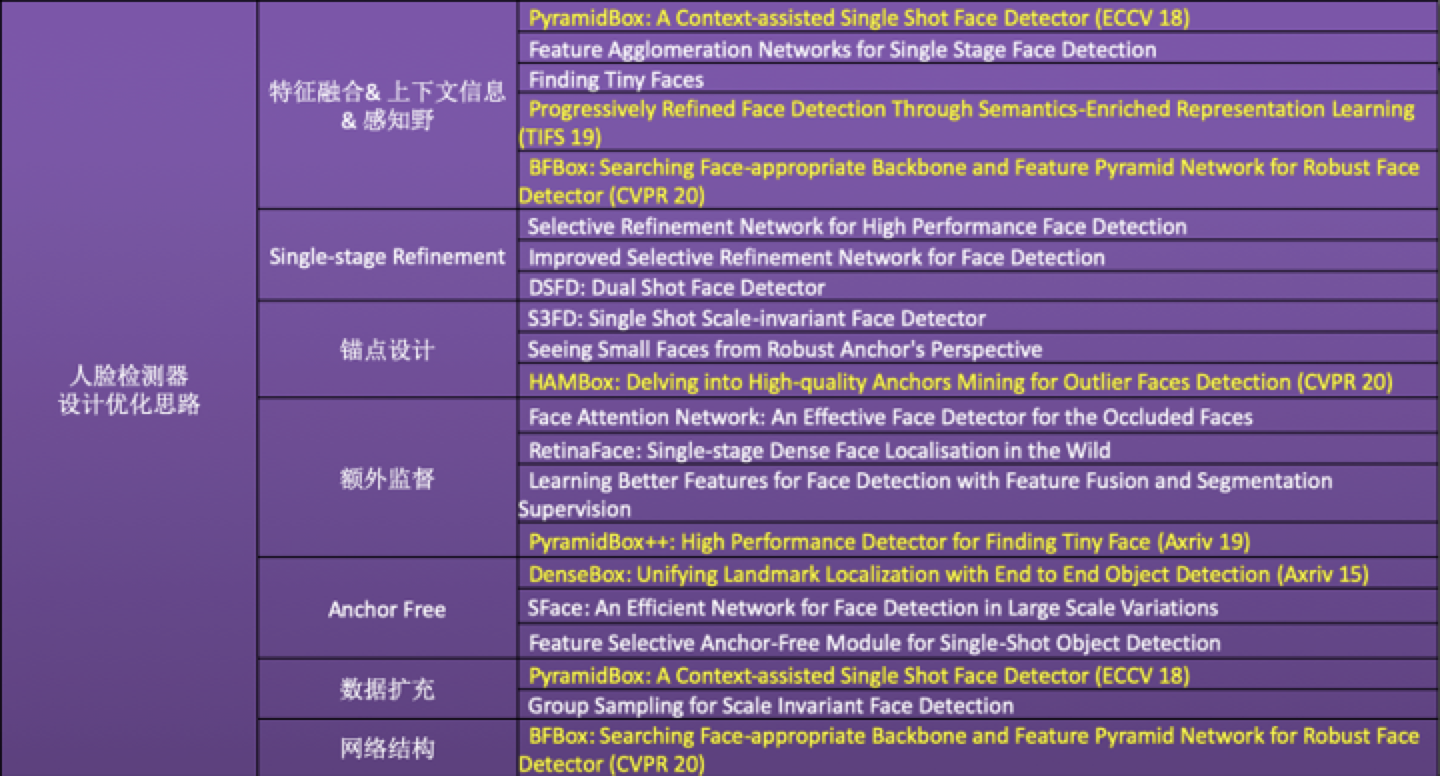 人脸检测器
设计优化思路
特征融合& 上下文信息
& 感知野
PyramidBox: A Context-assisted Single Shot Face Detector (ECCV 18)
Feature Agglomeration Networks for Single Stage Face Detection
Finding Tiny Faces
Progressively Refined Face Detection Through Semantics-Enriched Representation Learning
(TIFS 19)
BFBox: Searching Face-appropriate Backbone and Feature Pyramid Network for Robust Face
Detector (CVPR 20)
Single-stage Refinement
Selective Refinement Network for High Performance Face Detection
Improved Selective Refinement Network for Face Detection
DSFD: Dual Shot Face Detector
锚点设计
S3FD: Single Shot Scale-invariant Face Detector
Seeing Small Faces from Robust Anchor's Perspective
HAMBox: Delving into High-quality Anchors Mining for Outlier Faces Detection (CVPR 20)
额外监督
Face Attention Network: An Effective Face Detector for the Occluded Faces
RetinaFace: Single-stage Dense Face Localisation in the Wild
Learning Better Features for Face Detection with Feature Fusion and Segmentation
Supervision
PyramidBox++: High Performance Detector for Finding Tiny Face (Axriv 19)
Anchor Free
DenseBox: Unifying Landmark Localization with End to End Object Detection (Axriv 15)
SFace: An Efficient Network for Face Detection in Large Scale Variations
Feature Selective Anchor-Free Module for Single-Shot Object Detection
数据扩充
PyramidBox: A Context-assisted Single Shot Face Detector (ECCV 18)
Group Sampling for Scale Invariant Face Detection
网络结构
BFBox: Searching Face-appropriate Backbone and Feature Pyramid Network for Robust Face
Detector (CVPR 20)